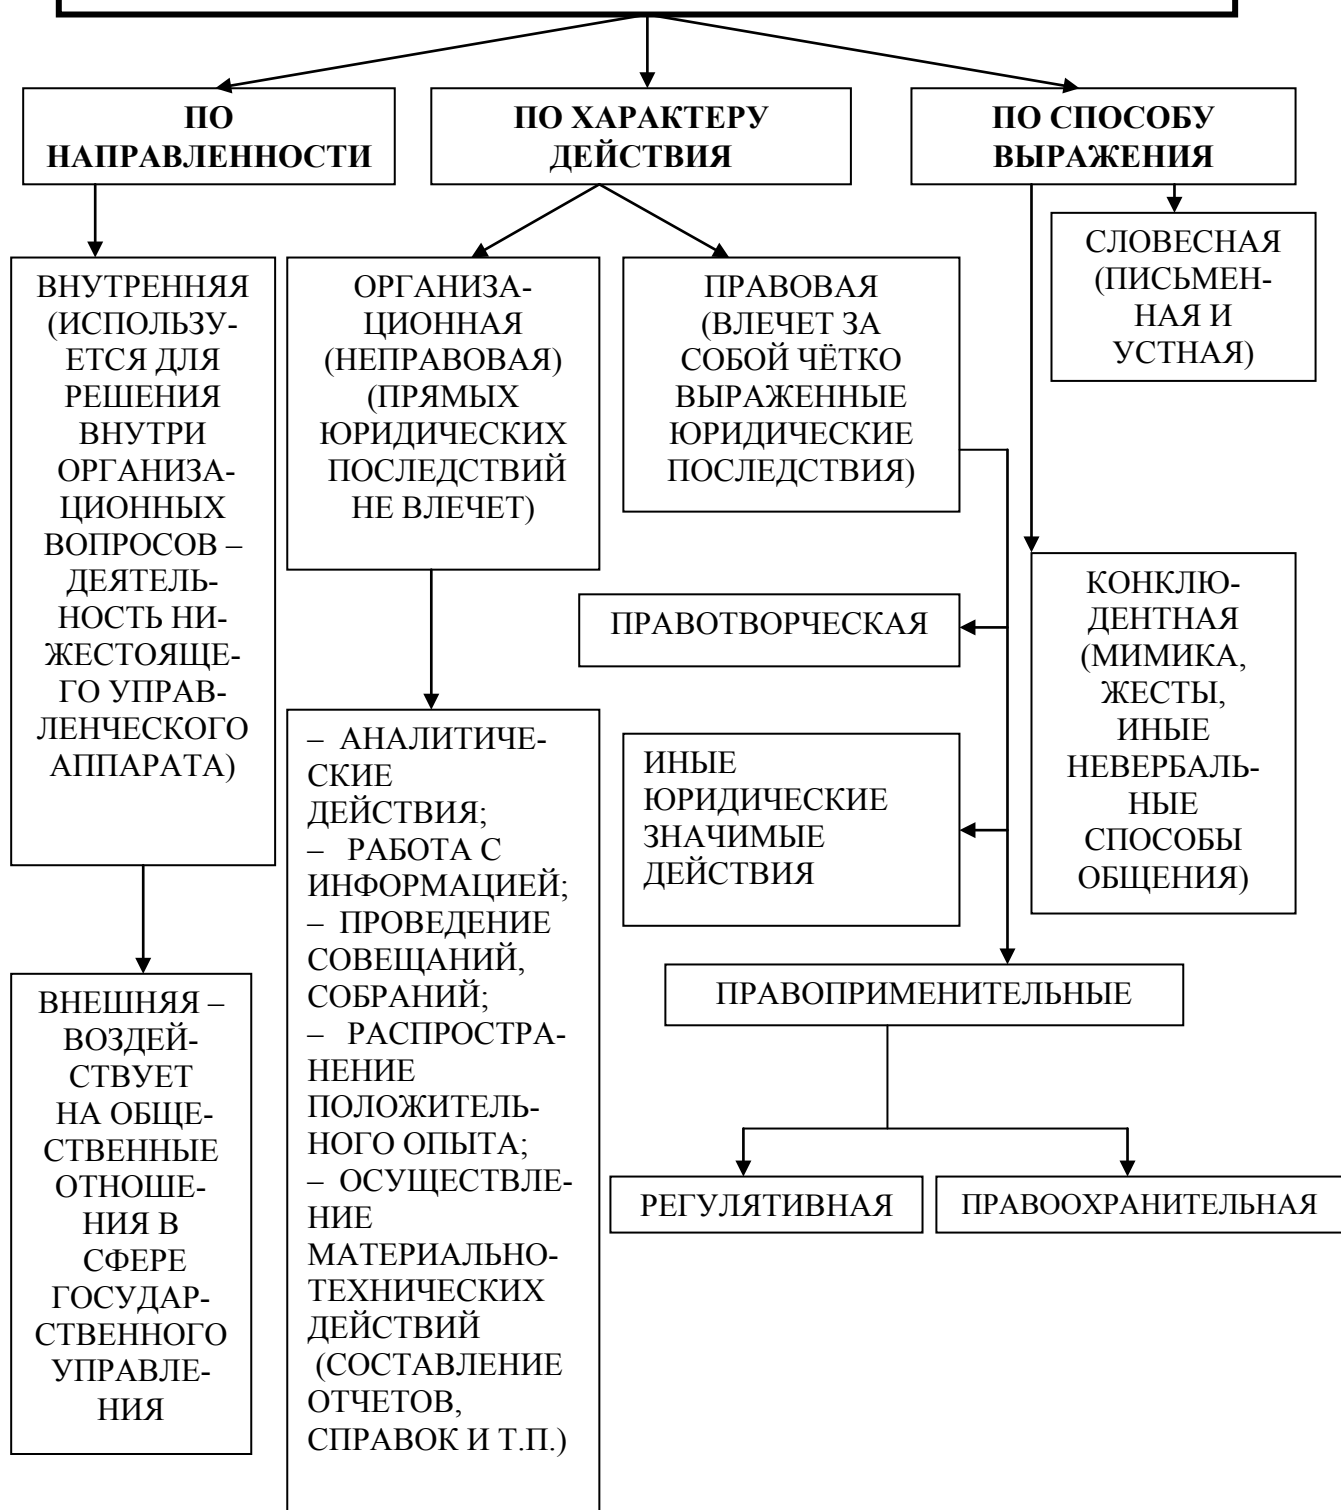 ПО
НАПРАВЛЕННОСТИ
ПО ХАРАКТЕРУ
ДЕЙСТВИЯ
ПО СПОСОБУ
ВЫРАЖЕНИЯ
СЛОВЕСНАЯ
(ПИСЬМЕН-
НАЯ И
УСТНАЯ)
ВНУТРЕННЯЯ
(ИСПОЛЬЗУ-
ЕТСЯ ДЛЯ
РЕШЕНИЯ
ВНУТРИ
ОРГАНИЗА-
ЦИОННЫХ
ВОПРОСОВ –
ДЕЯТЕЛЬ-
НОСТЬ НИ-
ЖЕСТОЯЩЕ-
ГО УПРАВ-
ЛЕНЧЕСКОГО
АППАРАТА)
ОРГАНИЗА-
ЦИОННАЯ
(НЕПРАВОВАЯ)
(ПРЯМЫХ
ЮРИДИЧЕСКИХ
ПОСЛЕДСТВИЙ
НЕ ВЛЕЧЕТ)
ПРАВОВАЯ
(ВЛЕЧЕТ ЗА
СОБОЙ ЧЁТКО
ВЫРАЖЕННЫЕ
ЮРИДИЧЕСКИЕ
ПОСЛЕДСТВИЯ)
КОНКЛЮ-
ДЕНТНАЯ
(МИМИКА,
ЖЕСТЫ,
ИНЫЕ
НЕВЕРБАЛЬ-
НЫЕ
СПОСОБЫ
ОБЩЕНИЯ)
ПРАВОТВОРЧЕСКАЯ
– АНАЛИТИЧЕ-
СКИЕ
ДЕЙСТВИЯ;
– РАБОТА С
ИНФОРМАЦИЕЙ;
– ПРОВЕДЕНИЕ
СОВЕЩАНИЙ,
СОБРАНИЙ;
– РАСПРОСТРА-
НЕНИЕ
ПОЛОЖИТЕЛЬ-
НОГО ОПЫТА;
– ОСУЩЕСТВЛЕ-
НИЕ
МАТЕРИАЛЬНО-
ТЕХНИЧЕСКИХ
ДЕЙСТВИЙ
(СОСТАВЛЕНИЕ
ОТЧЕТОВ,
СПРАВОК И Т.П.)
ИНЫЕ
ЮРИДИЧЕСКИЕ
ЗНАЧИМЫЕ
ДЕЙСТВИЯ
ВНЕШНЯЯ –
ВОЗДЕЙ-
СТВУЕТ
НА ОБЩЕ-
СТВЕННЫЕ
ОТНОШЕ-
НИЯ В
СФЕРЕ
ГОСУДАР-
СТВЕННОГО
УПРАВЛЕ-
НИЯ
ПРАВОПРИМЕНИТЕЛЬНЫЕ
РЕГУЛЯТИВНАЯ
ПРАВООХРАНИТЕЛЬНАЯ